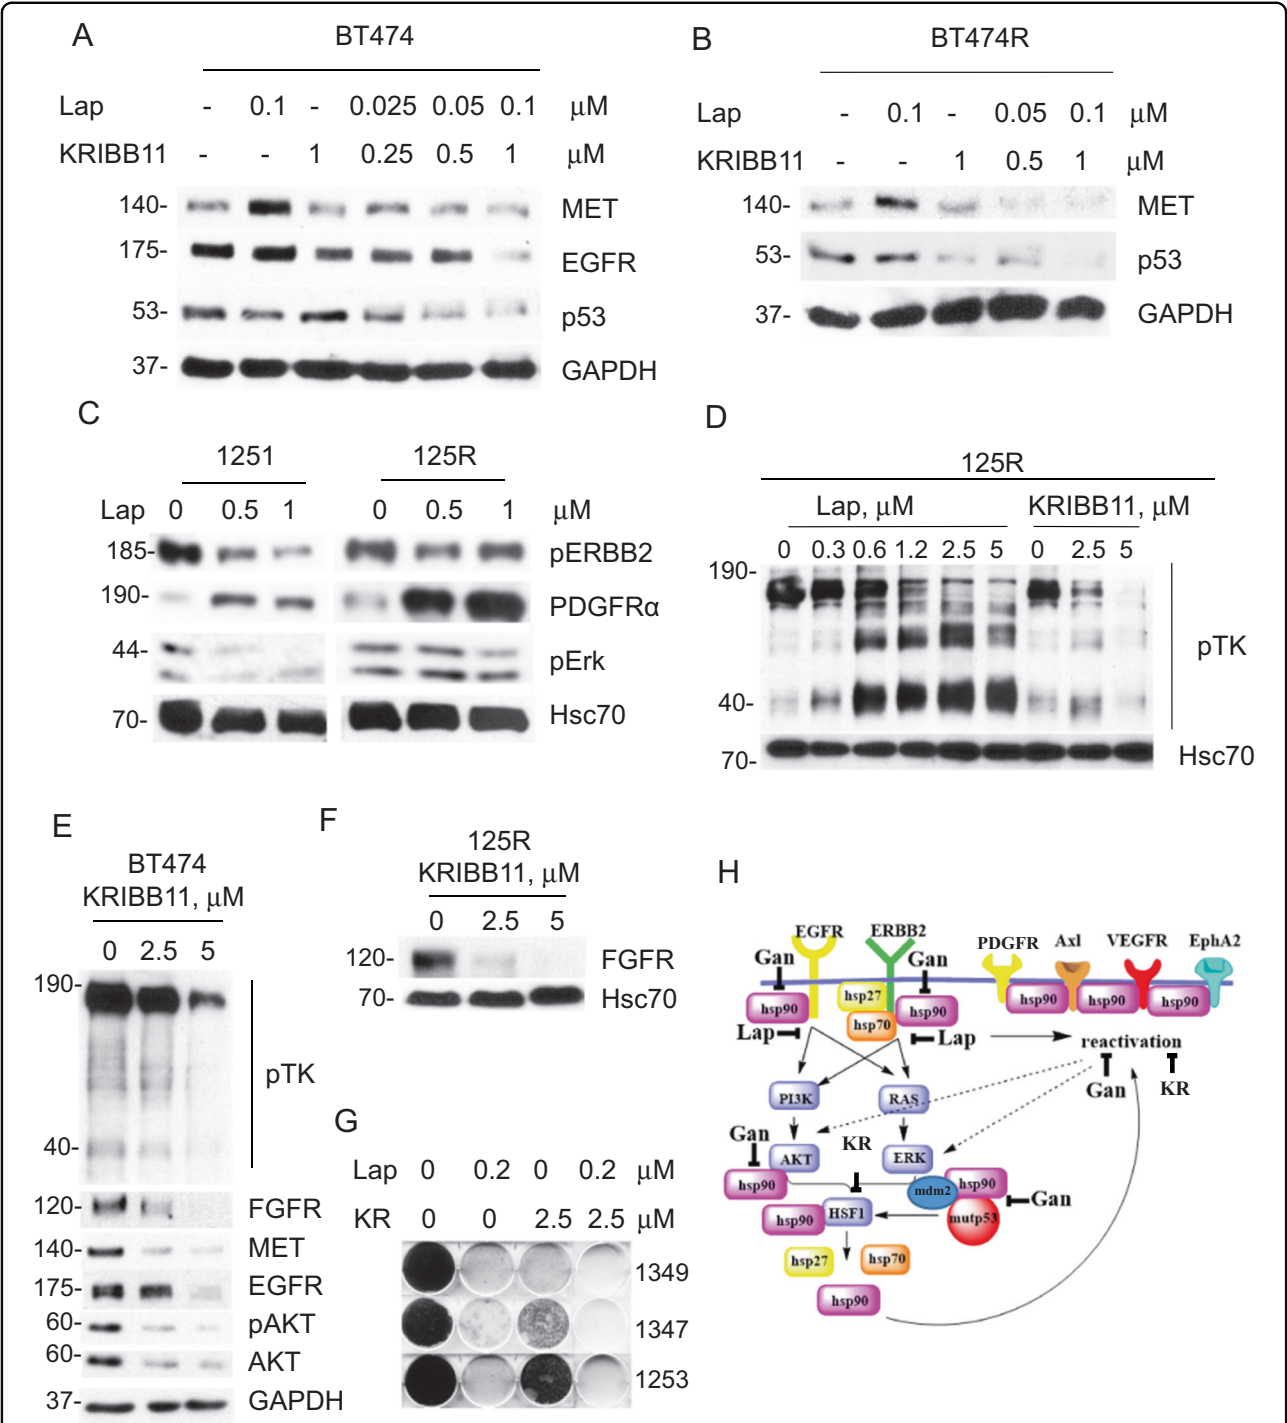 A
BT474
Lap - 0.1 - 0.025 0.05 0.1 μM
KRIBB11 - - 1 0.25 0.5 1 μM
140- MET
175- EGFR
53- p53
37- GAPDH
B
BT474R
Lap - 0.1 - 0.05 0.1 μM
KRIBB11 - - 1 0.5 1 μM
140- MET
53- p53
37- GAPDH
C
1251 125R
Lap 0 0.5 1 0 0.5 1 μM
185- pERBB2
190- PDGFRα
44- pErk
70- Hsc70
D
125R
Lap, μM KRIBB11, μM
0 0.3 0.6 1.2 2.5 5 0 2.5 5
190-
pTK
40-
70- Hsc70
E
BT474
KRIBB11, μM
0 2.5 5
190-
pTK
40-
120- FGFR
140- MET
175- EGFR
60- pAKT
60- AKT
37- GAPDH
F
125R
KRIBB11, μM
0 2.5 5
120- FGFR
70- Hsc70
G
Lap 0 0.2 0 0.2 μM
KR 0 0 2.5 2.5 μM
1349
1347
1253
H
EGFR ERBB2 PDGFR Axl VEGFR EphA2
Gan Gan
hsp90 hsp27 hsp70 hsp90 hsp90 hsp90 hsp90
Lap Lap reactivation
Gan KR
PI3K RAS
Gan KR
AKT ERK
hsp90 mdm2 hsp90
Gan
hsp90 HSF1 mutp53
hsp27 hsp70
hsp90